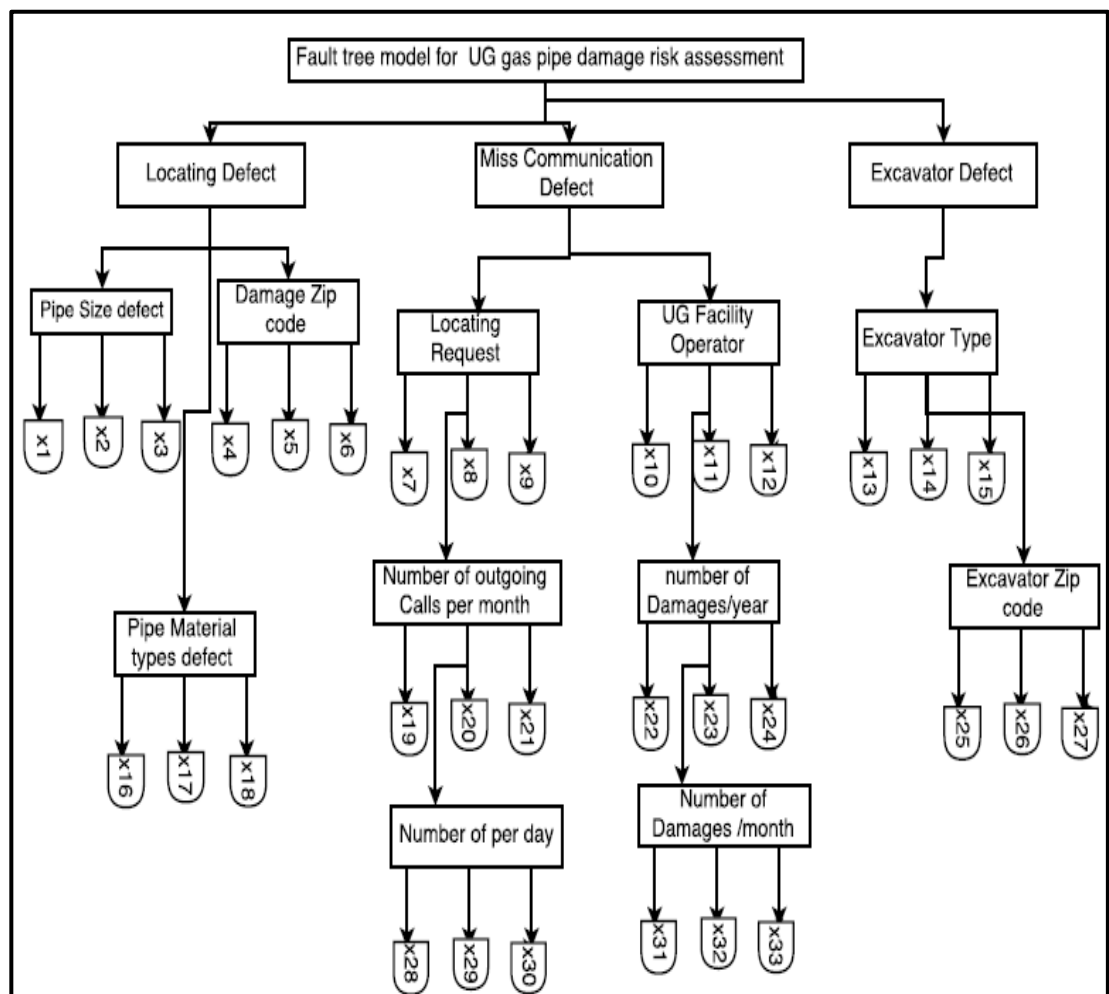 Fault tree model for UG gas pipe damage risk assessment
Locating Defect
Miss Communication
Defect
Excavator Defect
Pipe Size defect
Damage Zip
code
Locating
Request
UG Facility
Operator
Excavator Type
x1
x2
x3
x4
x5
x6
x7
x8
x9
x10
x11
x12
x13
x14
x15
Pipe Material
types defect
Number of outgoing
Calls per month
number of
Damages/year
Excavator Zip
code
x16
x17
x18
x19
x20
x21
x22
x23
x24
x25
x26
x27
Number of per day
Number of
Damages /month
x28
x29
x30
x31
x32
x33